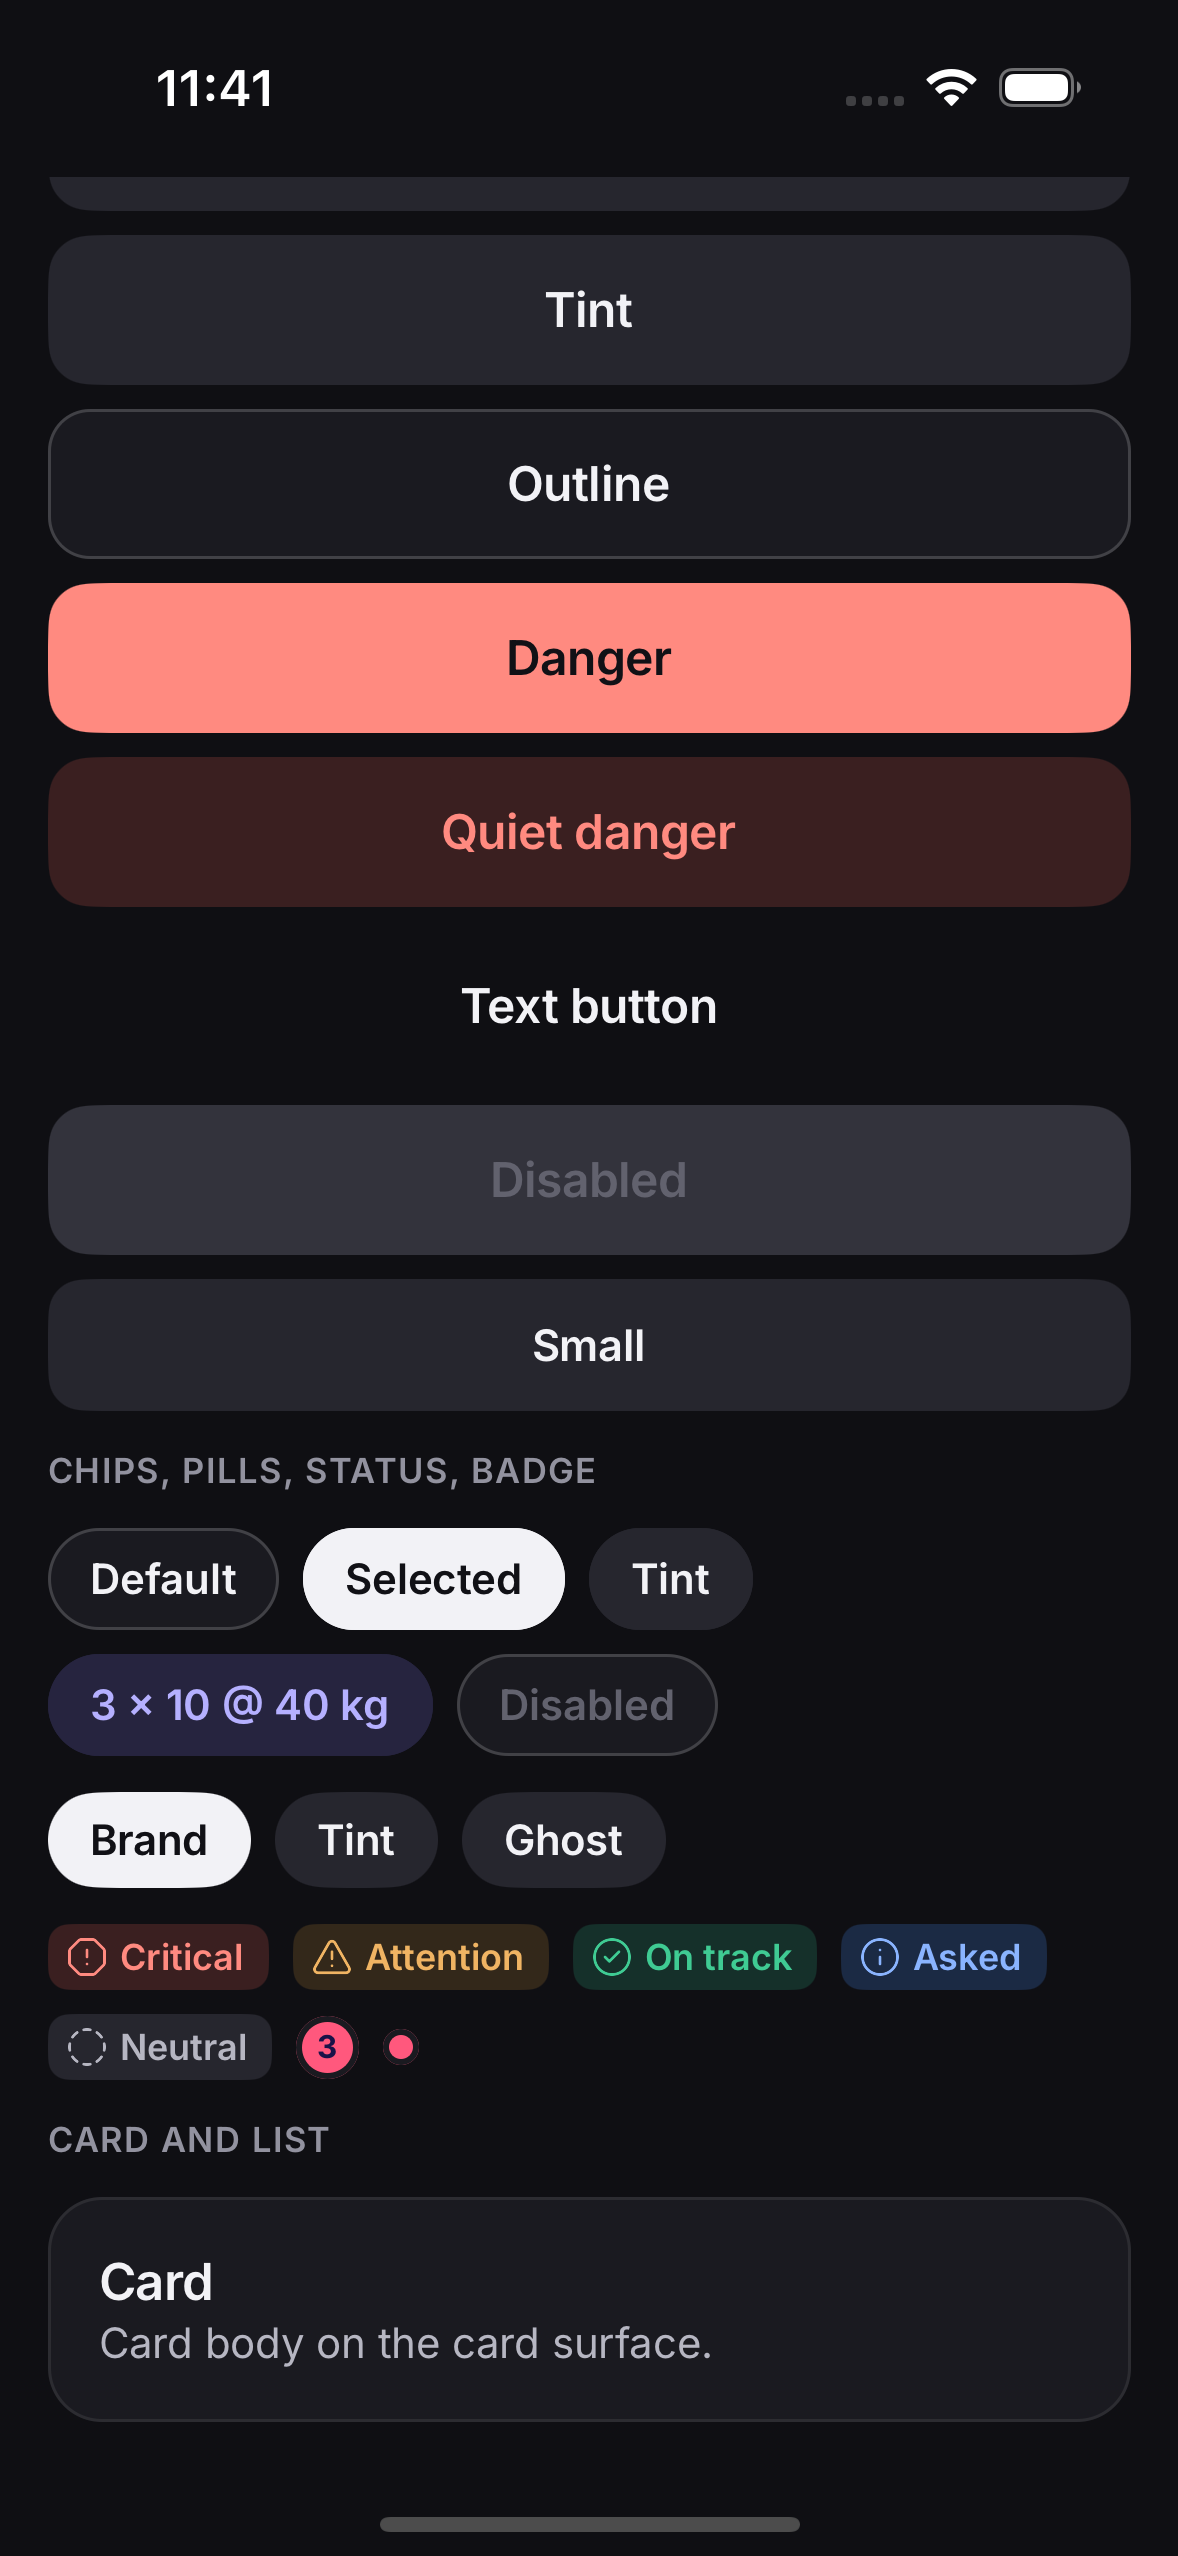 11:41
Tint
Outline
Danger
Quiet danger
Text button
Disabled
Small
CHIPS, PILLS, STATUS, BADGE
Default Selected Tint
3 × 10 @ 40 kg Disabled
Brand Tint Ghost
Critical Attention On track Asked
Neutral 3
CARD AND LIST
Card
Card body on the card surface.